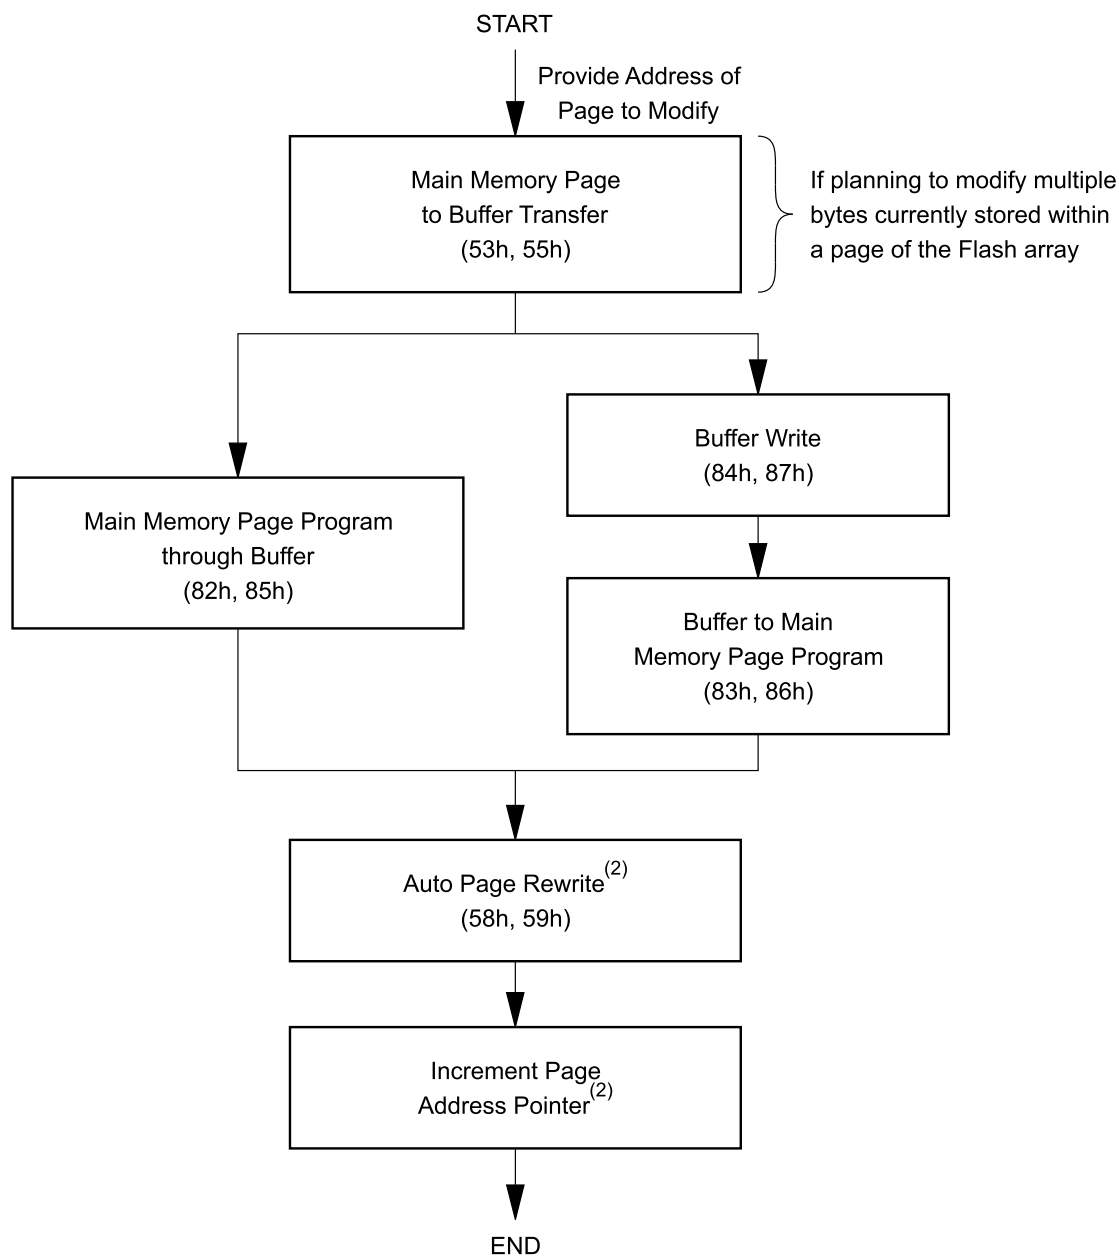 START
Provide Address of
Page to Modify
Main Memory Page
to Buffer Transfer
(53h, 55h)
If planning to modify multiple
bytes currently stored within
a page of the Flash array
Main Memory Page Program
through Buffer
(82h, 85h)
Buffer Write
(84h, 87h)
Buffer to Main
Memory Page Program
(83h, 86h)
Auto Page Rewrite(2)
(58h, 59h)
Increment Page
Address Pointer(2)
END